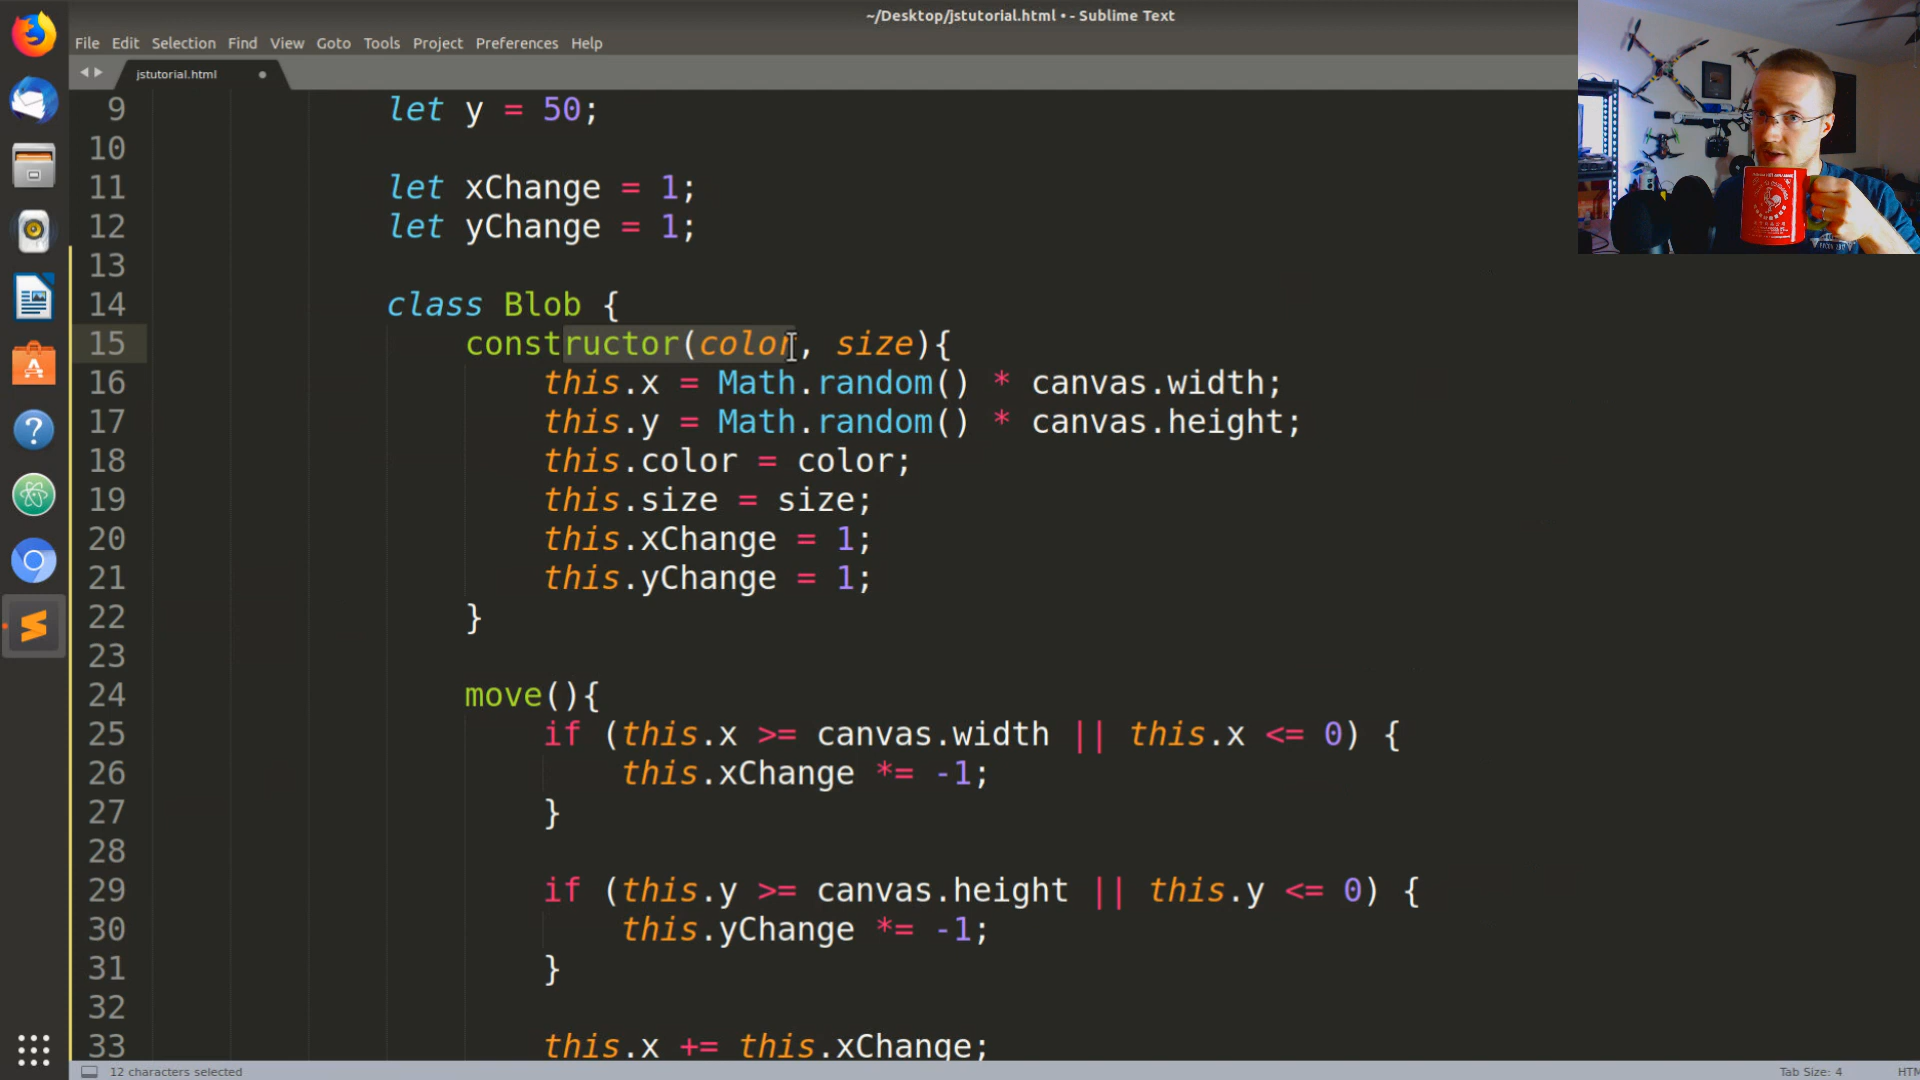 ~/Desktop/jstutorial.html • - Sublime Text
File Edit Selection Find View Goto Tools Project Preferences Help
jstutorial.html
9 let y = 50;
10
11 let xChange = 1;
12 let yChange = 1;
13
14 class Blob {
15 constructor(color, size){
16 this.x = Math.random() * canvas.width;
17 this.y = Math.random() * canvas.height;
18 this.color = color;
19 this.size = size;
20 this.xChange = 1;
21 this.yChange = 1;
22 }
23
24 move(){
25 if (this.x >= canvas.width || this.x <= 0) {
26 this.xChange *= -1;
27 }
28
29 if (this.y >= canvas.height || this.y <= 0) {
30 this.yChange *= -1;
31 }
32
33 this.x += this.xChange;
12 characters selected
Tab Size: 4
HTM